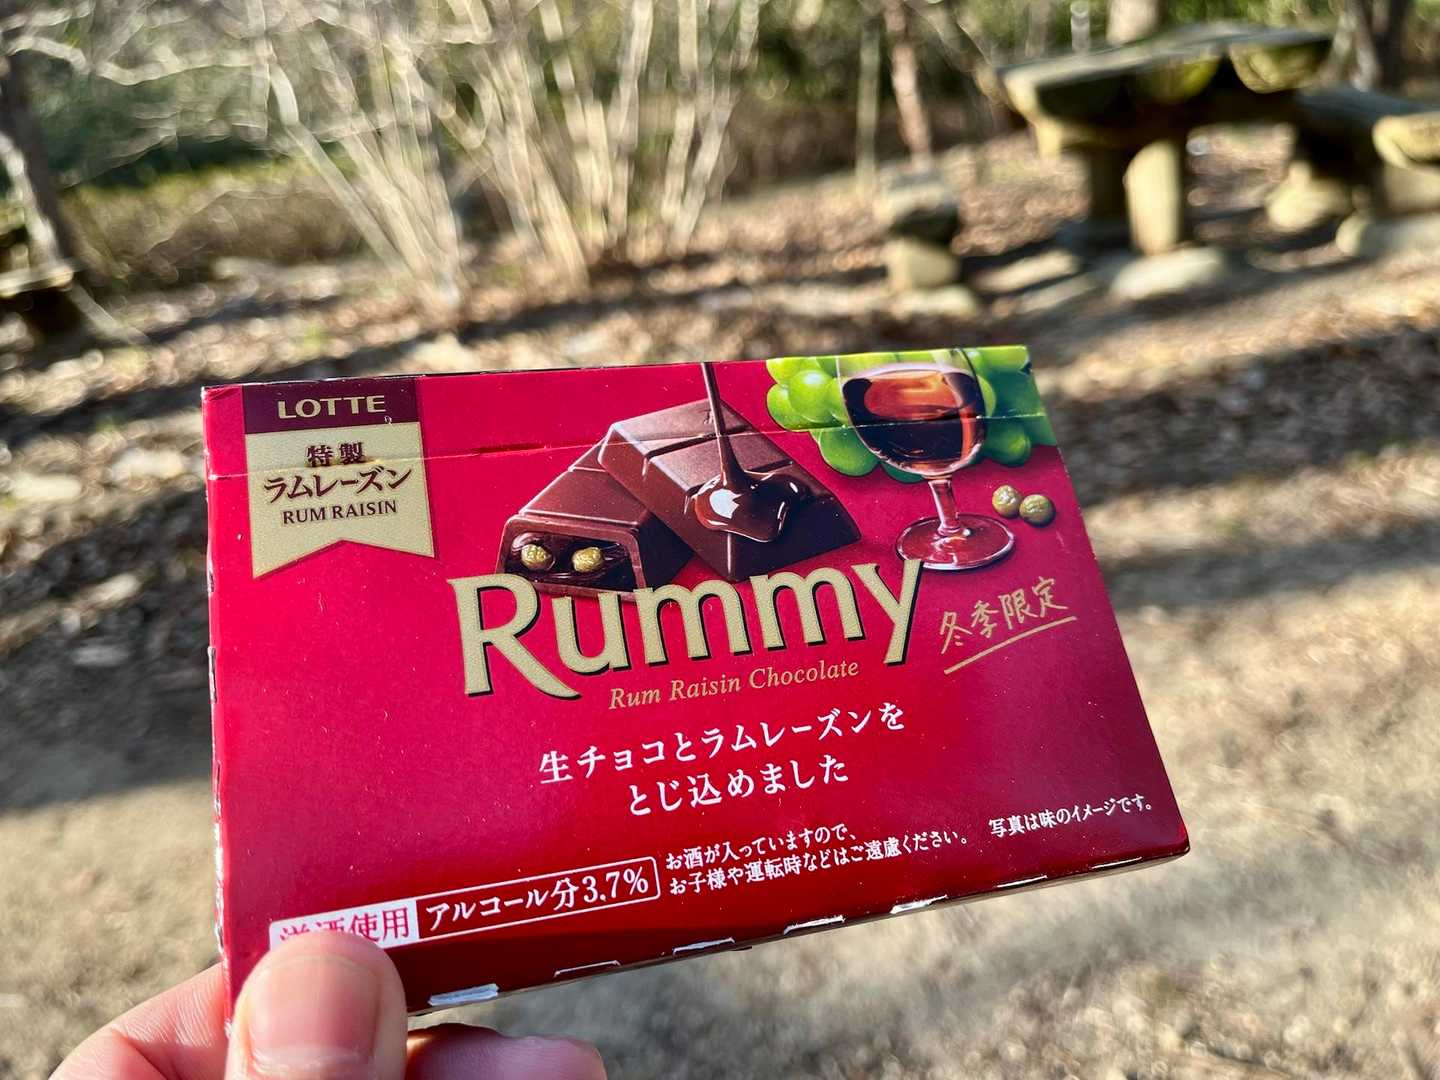 LOTTE
特製
ラムレーズン
RUM RAISIN
Rummy
冬季限定
Rum Raisin Chocolate
生チョコとラムレーズンを
とじ込めました
洋酒使用 アルコール分3.7%
お酒が入っていますので、
お子様や運転時などはご遠慮ください。
写真は味のイメージです。